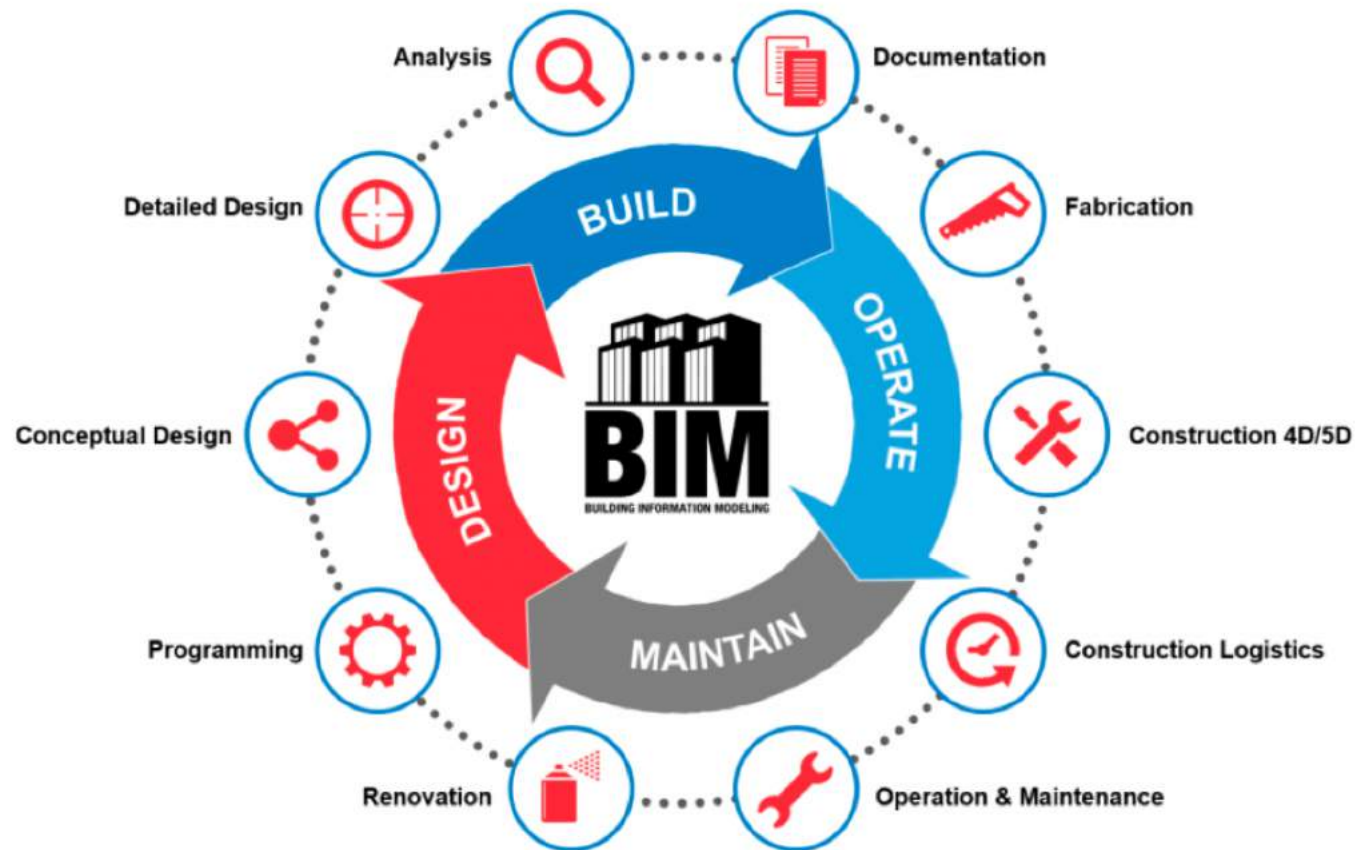 Analysis
Documentation
Detailed Design
BUILD
Fabrication
OPERATE
Conceptual Design
DESIGN
BIM
BUILDING INFORMATION MODELING
Construction 4D/5D
Programming
MAINTAIN
Construction Logistics
Renovation
Operation & Maintenance